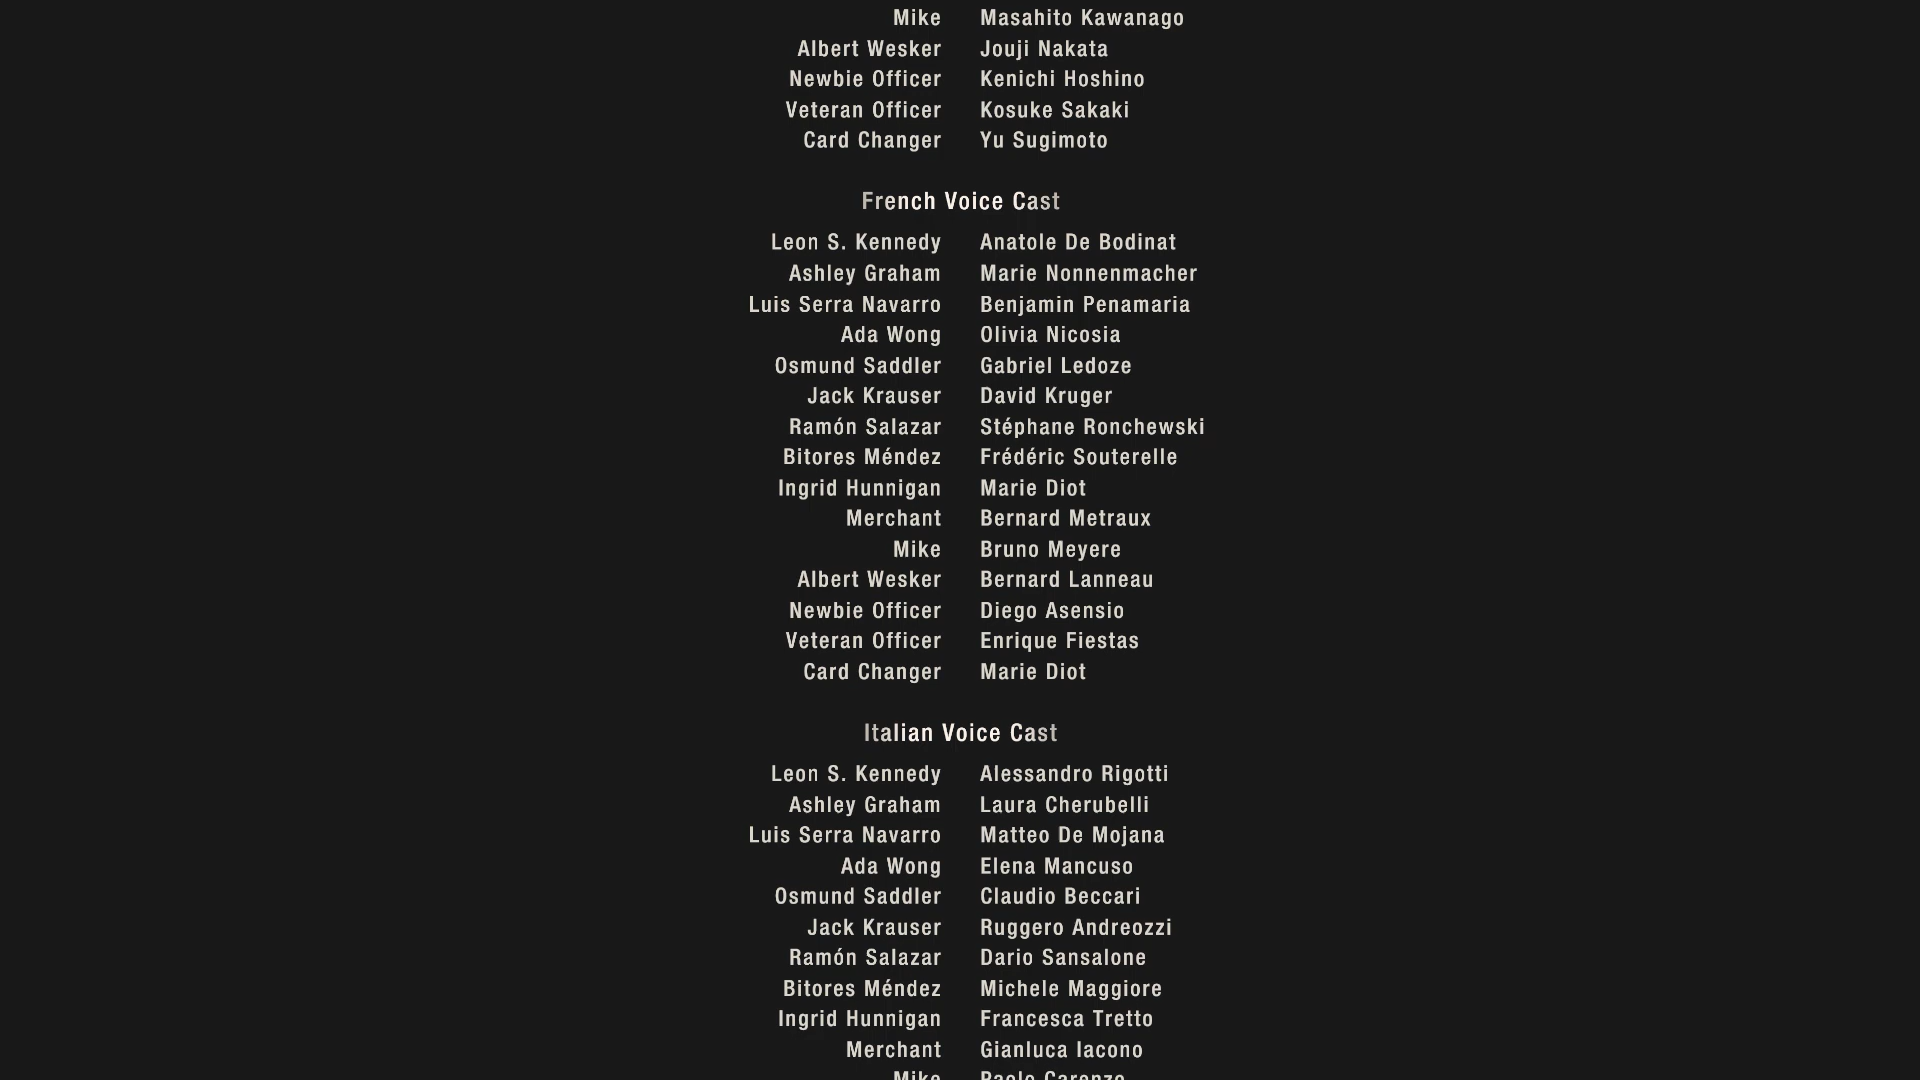 Mike Masahito Kawanago
Albert Wesker Jouji Nakata
Newbie Officer Kenichi Hoshino
Veteran Officer Kosuke Sakaki
Card Changer Yu Sugimoto
French Voice Cast
Leon S. Kennedy Anatole De Bodinat
Ashley Graham Marie Nonnenmacher
Luis Serra Navarro Benjamin Penamaria
Ada Wong Olivia Nicosia
Osmund Saddler Gabriel Ledoze
Jack Krauser David Kruger
Ramón Salazar Stéphane Ronchewski
Bitores Méndez Frédéric Souterelle
Ingrid Hunnigan Marie Diot
Merchant Bernard Metraux
Mike Bruno Meyere
Albert Wesker Bernard Lanneau
Newbie Officer Diego Asensio
Veteran Officer Enrique Fiestas
Card Changer Marie Diot
Italian Voice Cast
Leon S. Kennedy Alessandro Rigotti
Ashley Graham Laura Cherubelli
Luis Serra Navarro Matteo De Mojana
Ada Wong Elena Mancuso
Osmund Saddler Claudio Beccari
Jack Krauser Ruggero Andreozzi
Ramón Salazar Dario Sansalone
Bitores Méndez Michele Maggiore
Ingrid Hunnigan Francesca Tretto
Merchant Gianluca Iacono
Mike